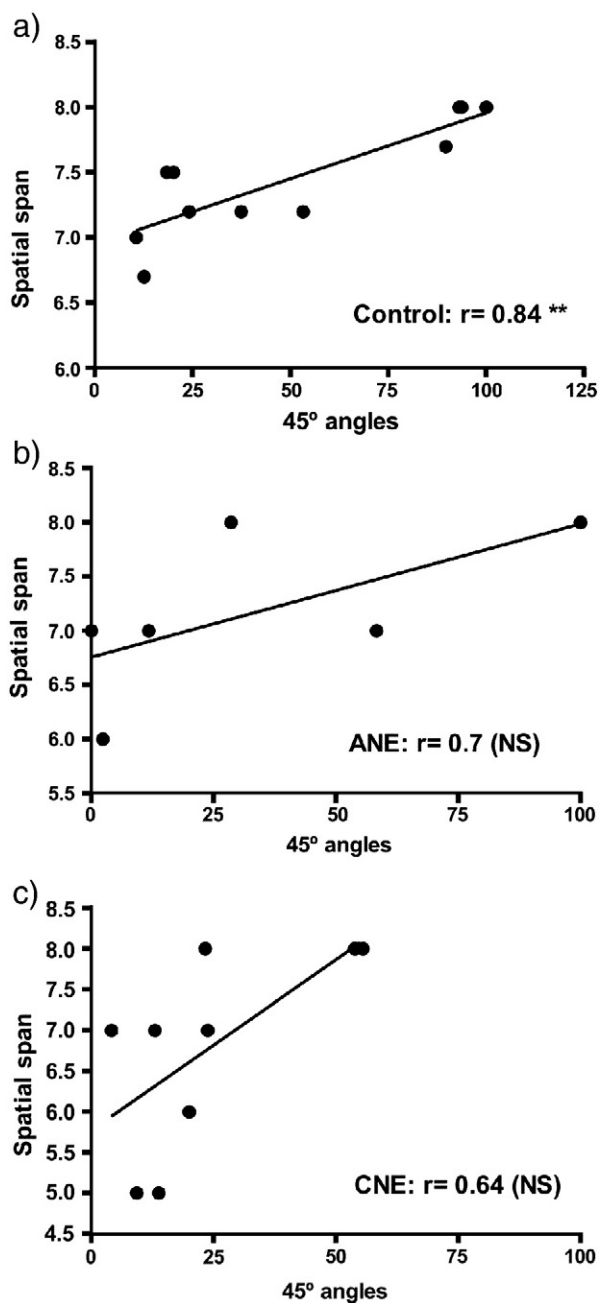 a)
8.5
8.0
7.5
7.0
6.5
6.0
Spatial span
Control: r= 0.84 **
0 25 50 75 100 125
45º angles
b)
8.5
8.0
7.5
7.0
6.5
6.0
5.5
Spatial span
ANE: r= 0.7 (NS)
0 25 50 75 100
45º angles
c)
8.5
8.0
7.5
7.0
6.5
6.0
5.5
5.0
4.5
Spatial span
CNE: r= 0.64 (NS)
0 25 50 75 100
45º angles